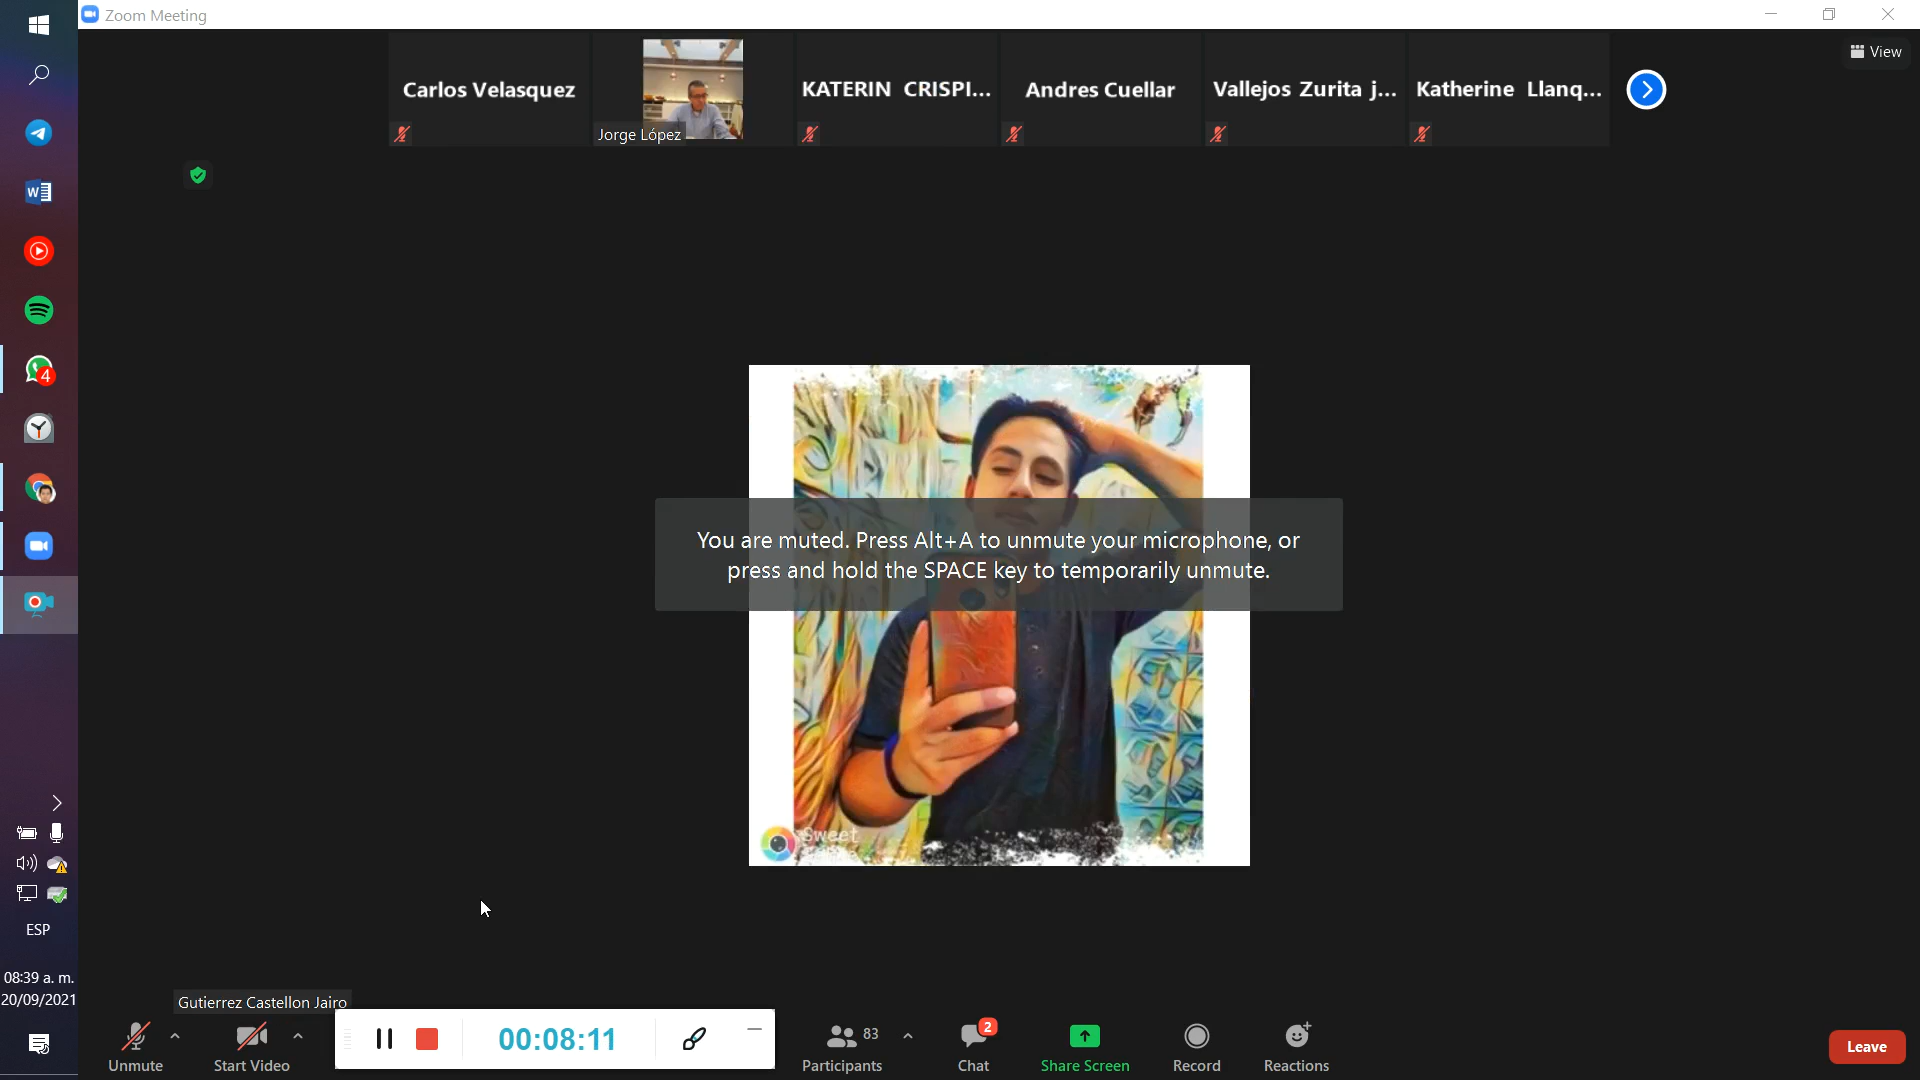 Zoom Meeting
View
Carlos Velasquez
Jorge López
KATERIN CRISPI...
Andres Cuellar
Vallejos Zurita j...
Katherine Llanq...
W
4
You are muted. Press Alt+A to unmute your microphone, or
press and hold the SPACE key to temporarily unmute.
Sweet
ESP
08:39 a. m.
20/09/2021
Gutierrez Castellon Jairo
Unmute
Start Video
00:08:11
83
Participants
2
Chat
Share Screen
Record
Reactions
Leave